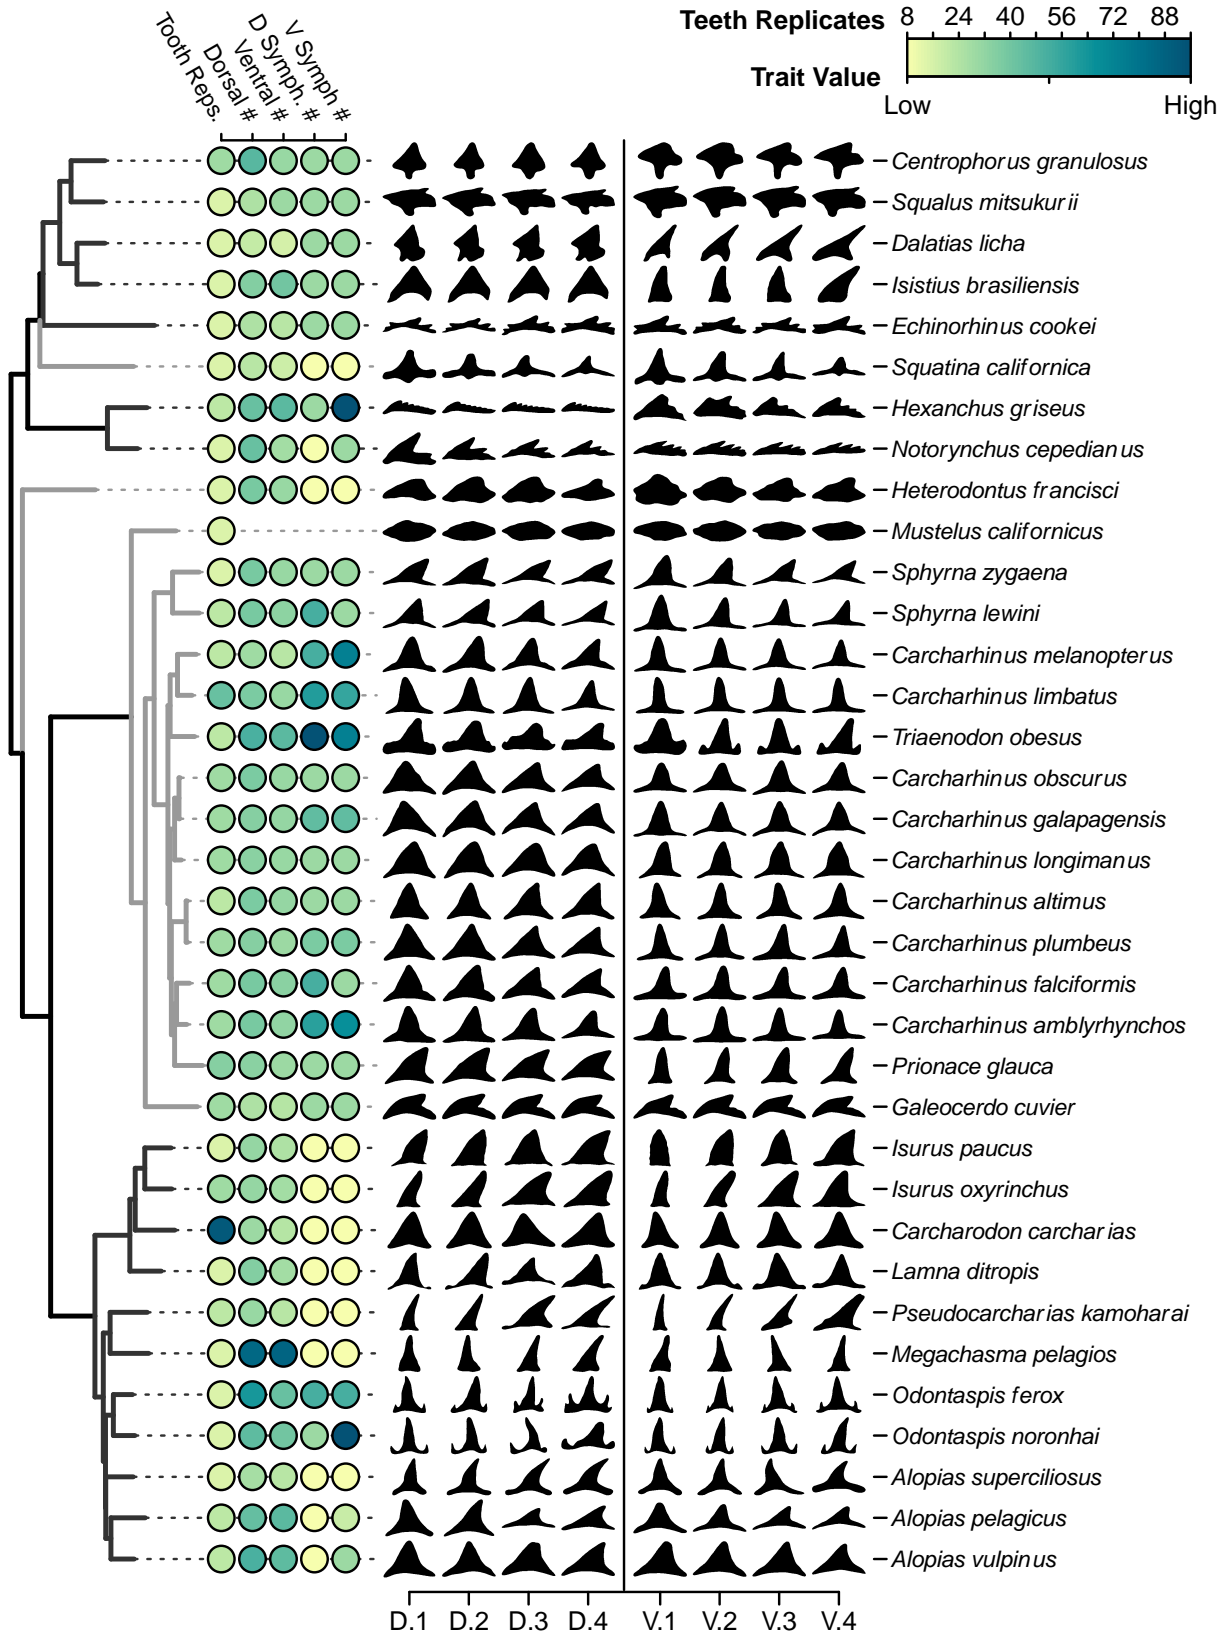 Teeth Replicates 8 24 40 56 72 88
Trait Value
Low High
Tooth Reps.
Dorsal #
Ventral #
D Symph. #
V Symph #
Centrophorus granulosus
Squalus mitsukurii
Dalatias licha
Isistius brasiliensis
Echinorhinus cookei
Squatina californica
Hexanchus griseus
Notorynchus cepedianus
Heterodontus francisci
Mustelus californicus
Sphyrna zygaena
Sphyrna lewini
Carcharhinus melanopterus
Carcharhinus limbatus
Triaenodon obesus
Carcharhinus obscurus
Carcharhinus galapagensis
Carcharhinus longimanus
Carcharhinus altimus
Carcharhinus plumbeus
Carcharhinus falciformis
Carcharhinus amblyrhynchos
Prionace glauca
Galeocerdo cuvier
Isurus paucus
Isurus oxyrinchus
Carcharodon carcharias
Lamna ditropis
Pseudocarcharias kamoharai
Megachasma pelagios
Odontaspis ferox
Odontaspis noronhai
Alopias superciliosus
Alopias pelagicus
Alopias vulpinus
D.1 D.2 D.3 D.4 V.1 V.2 V.3 V.4